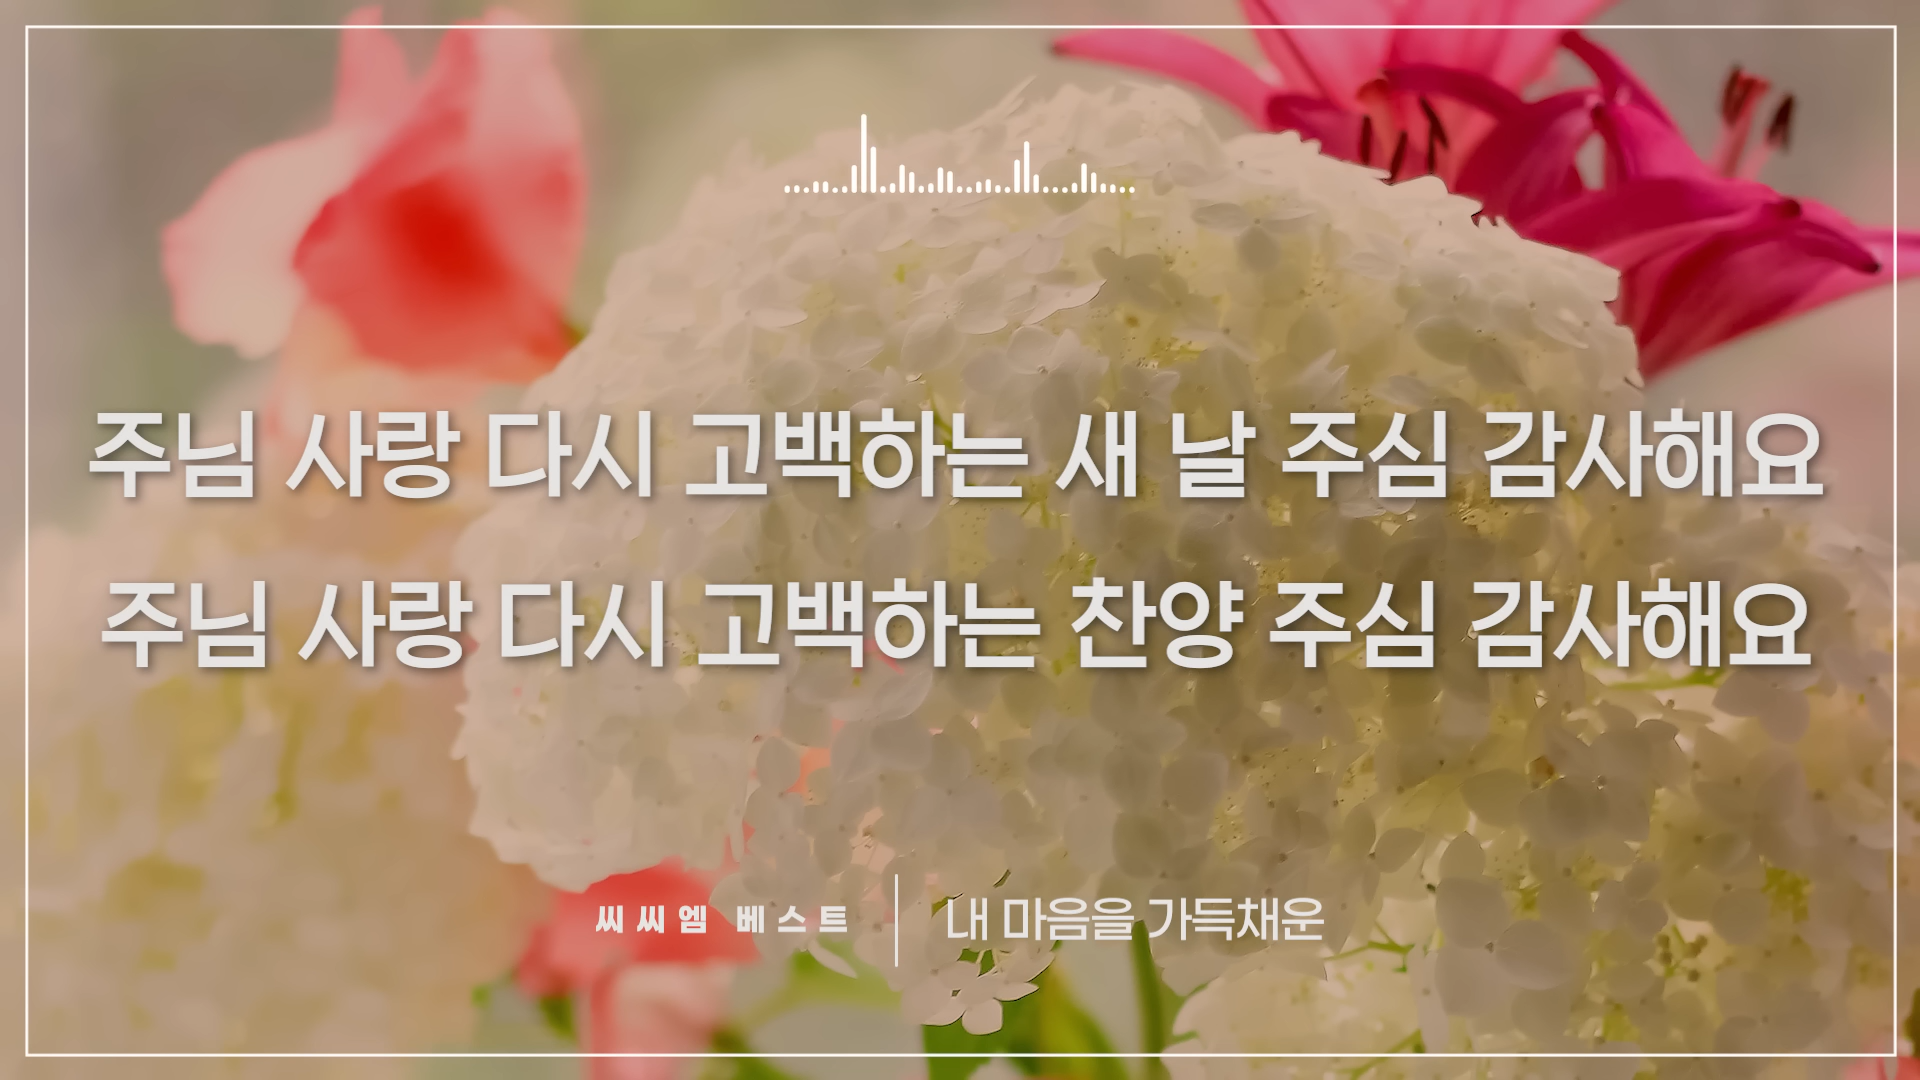 주님 사랑 다시 고백하는 새 날 주심 감사해요
주님 사랑 다시 고백하는 찬양 주심 감사해요
씨씨엠 베스트 | 내 마음을 가득채운